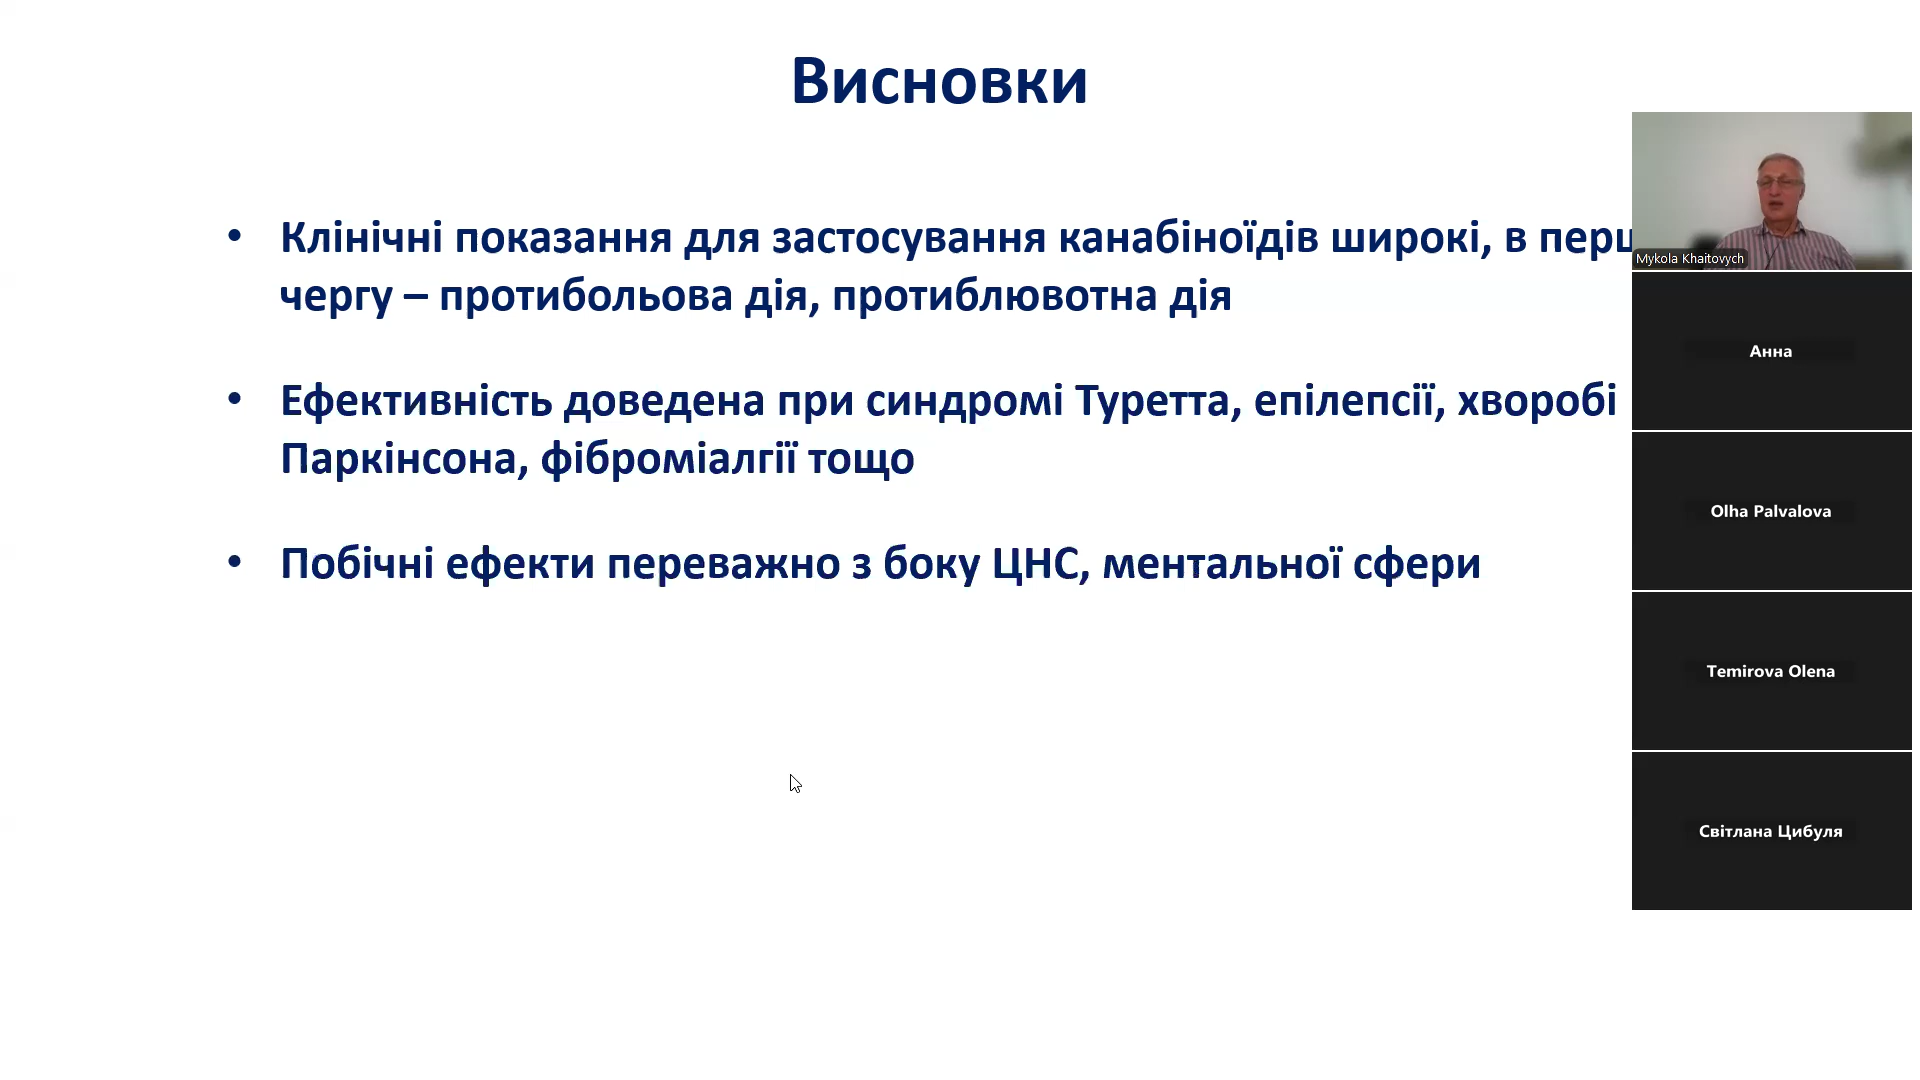 Висновки
• Клінічні показання для застосування канабіноїдів широкі, в
чергу – протибольова дія, протиблювотна дія
• Ефективність доведена при синдромі Туретта, епілепсії, хворобі
Паркінсона, фіброміалгії тощо
• Побічні ефекти переважно з боку ЦНС, ментальної сфери
Mykola Khaitovych
Анна
Olha Palvalova
Temirova Olena
Світлана Цибуля